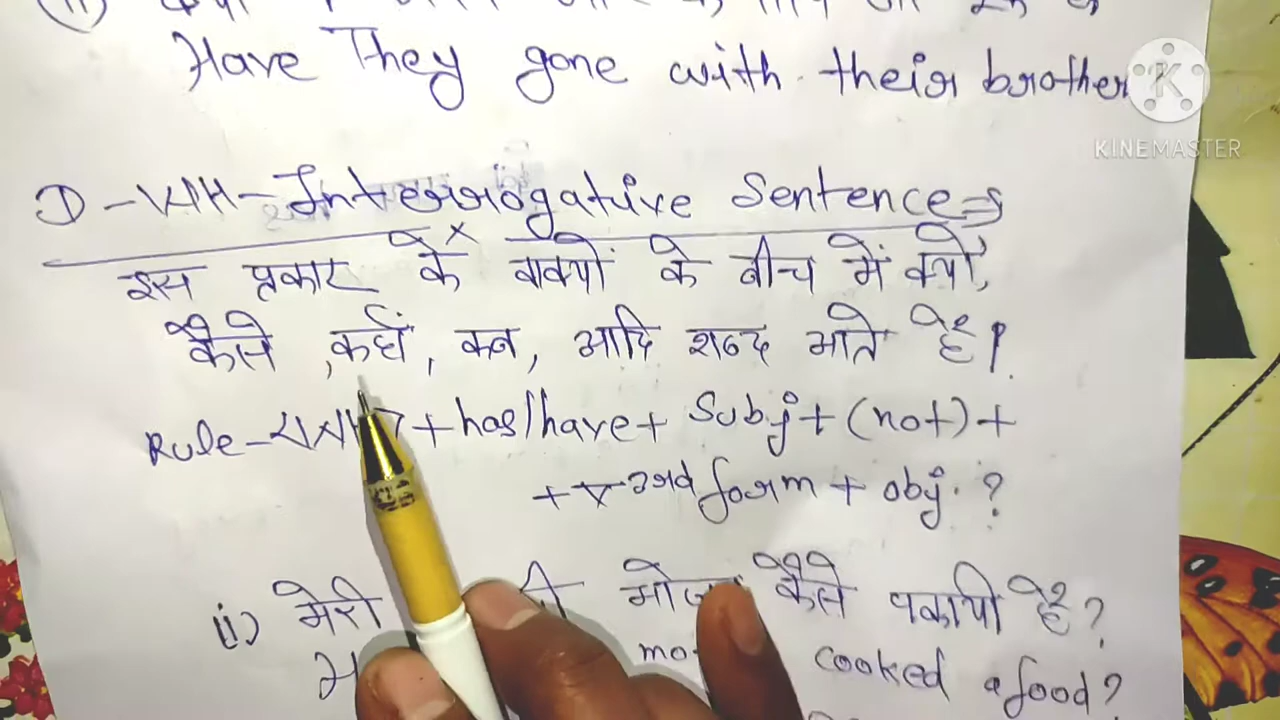 Have They gone with their brother
KINEMASTER
D-WH-Interrogative Sentence⇒
इस प्रकार के वाक्यों के बीच में क्यों,
कैसे, कहाँ, कब, आदि शब्द आते है।
Rule-WH + has/have + Subj + (not) +
+ V 3rd form + obj. ?
(i) मेरी कैसे पकायी है?
cooked a food?